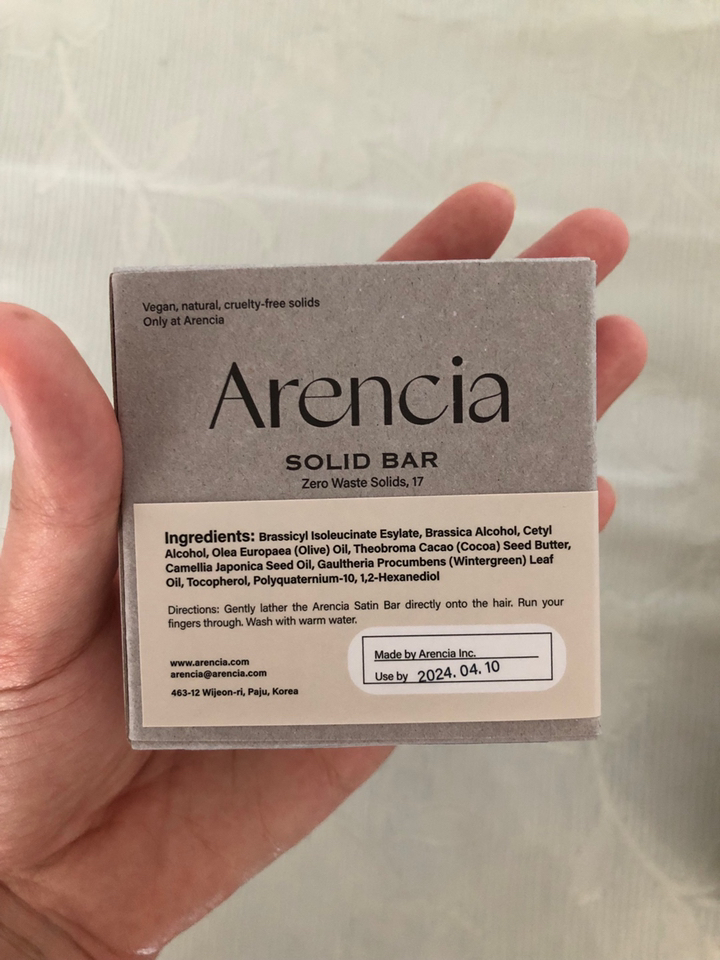 Vegan, natural, cruelty-free solids
Only at Arencia
Arencia
SOLID BAR
Zero Waste Solids, 17
Ingredients: Brassicyl Isoleucinate Esylate, Brassica Alcohol, Cetyl
Alcohol, Olea Europaea (Olive) Oil, Theobroma Cacao (Cocoa) Seed Butter,
Camellia Japonica Seed Oil, Gaultheria Procumbens (Wintergreen) Leaf
Oil, Tocopherol, Polyquaternium-10, 1,2-Hexanediol
Directions: Gently lather the Arencia Satin Bar directly onto the hair. Run your
fingers through. Wash with warm water.
Made by Arencia Inc.
Use by 2024. 04. 10
www.arencia.com
arencia@arencia.com
463-12 Wijeon-ri, Paju, Korea